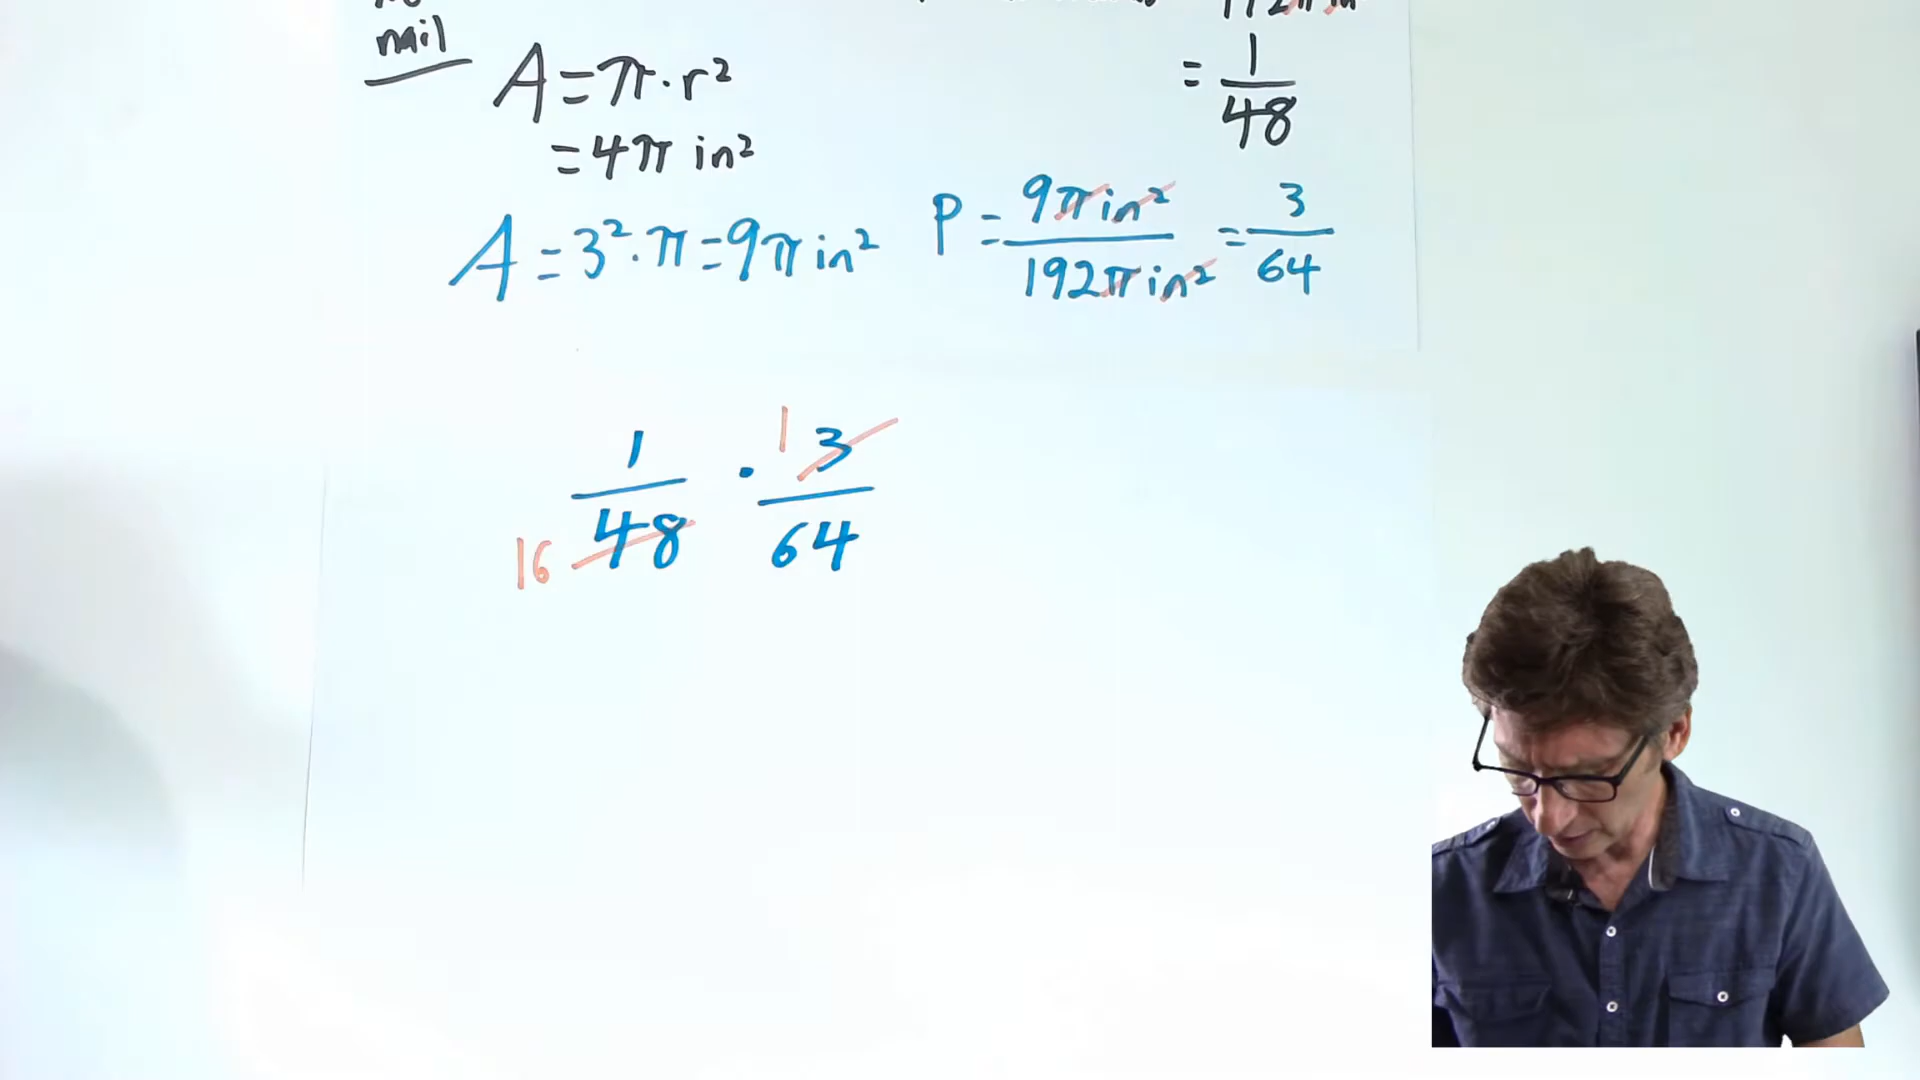 nail
A = π · r²
= 4π in²
= 1/48
A = 3² · π = 9π in²
P = 9π in² / 192π in² = 3/64
1/48 · 3/64
1
16